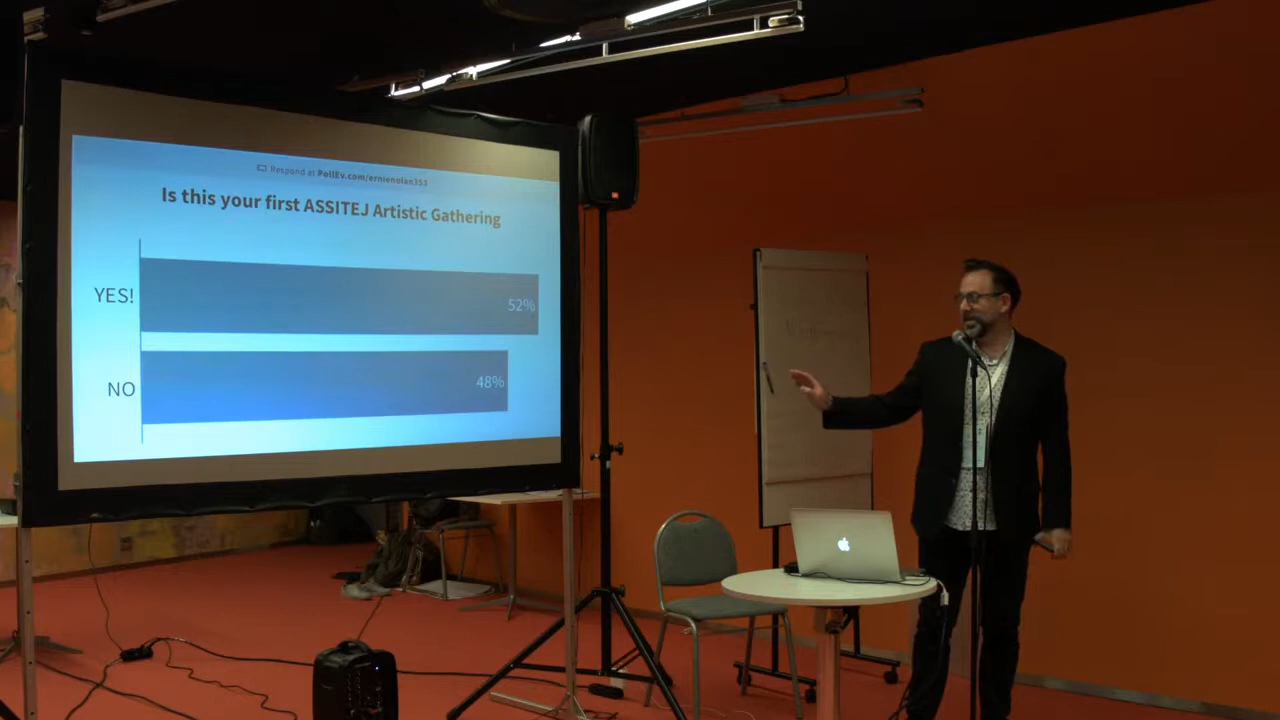 Respond at PollEv.com/ernienolan353
Is this your first ASSITEJ Artistic Gathering
YES!
52%
NO
48%